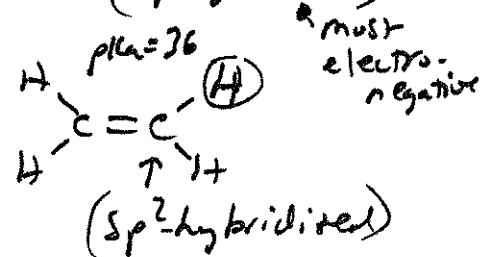 pKa=36
* most
electro-
negative
H H
C = C
H ↑ H
(sp²-hybridized)